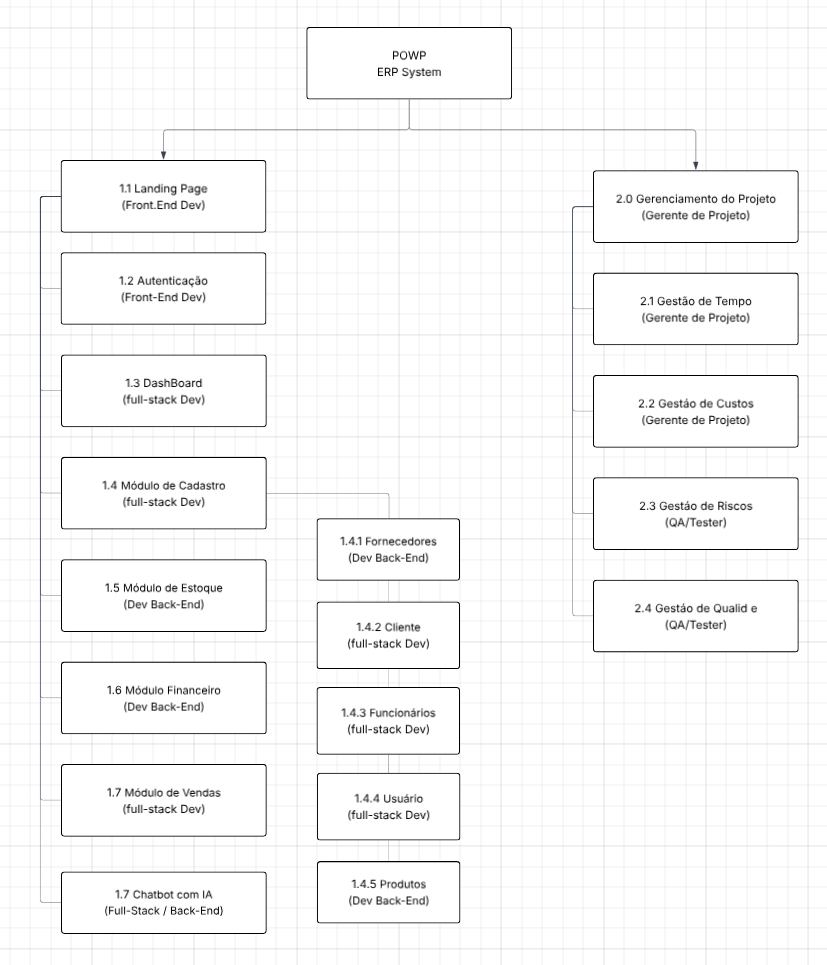 POWP
ERP System
1.1 Landing Page
(Front.End Dev)
1.2 Autenticação
(Front-End Dev)
1.3 DashBoard
(full-stack Dev)
1.4 Módulo de Cadastro
(full-stack Dev)
1.4.1 Fornecedores
(Dev Back-End)
1.4.2 Cliente
(full-stack Dev)
1.4.3 Funcionários
(full-stack Dev)
1.4.4 Usuário
(full-stack Dev)
1.4.5 Produtos
(Dev Back-End)
1.5 Módulo de Estoque
(Dev Back-End)
1.6 Módulo Financeiro
(Dev Back-End)
1.7 Módulo de Vendas
(full-stack Dev)
1.7 Chatbot com IA
(Full-Stack / Back-End)
2.0 Gerenciamento do Projeto
(Gerente de Projeto)
2.1 Gestão de Tempo
(Gerente de Projeto)
2.2 Gestáo de Custos
(Gerente de Projeto)
2.3 Gestáo de Riscos
(QA/Tester)
2.4 Gestáo de Qualid e
(QA/Tester)